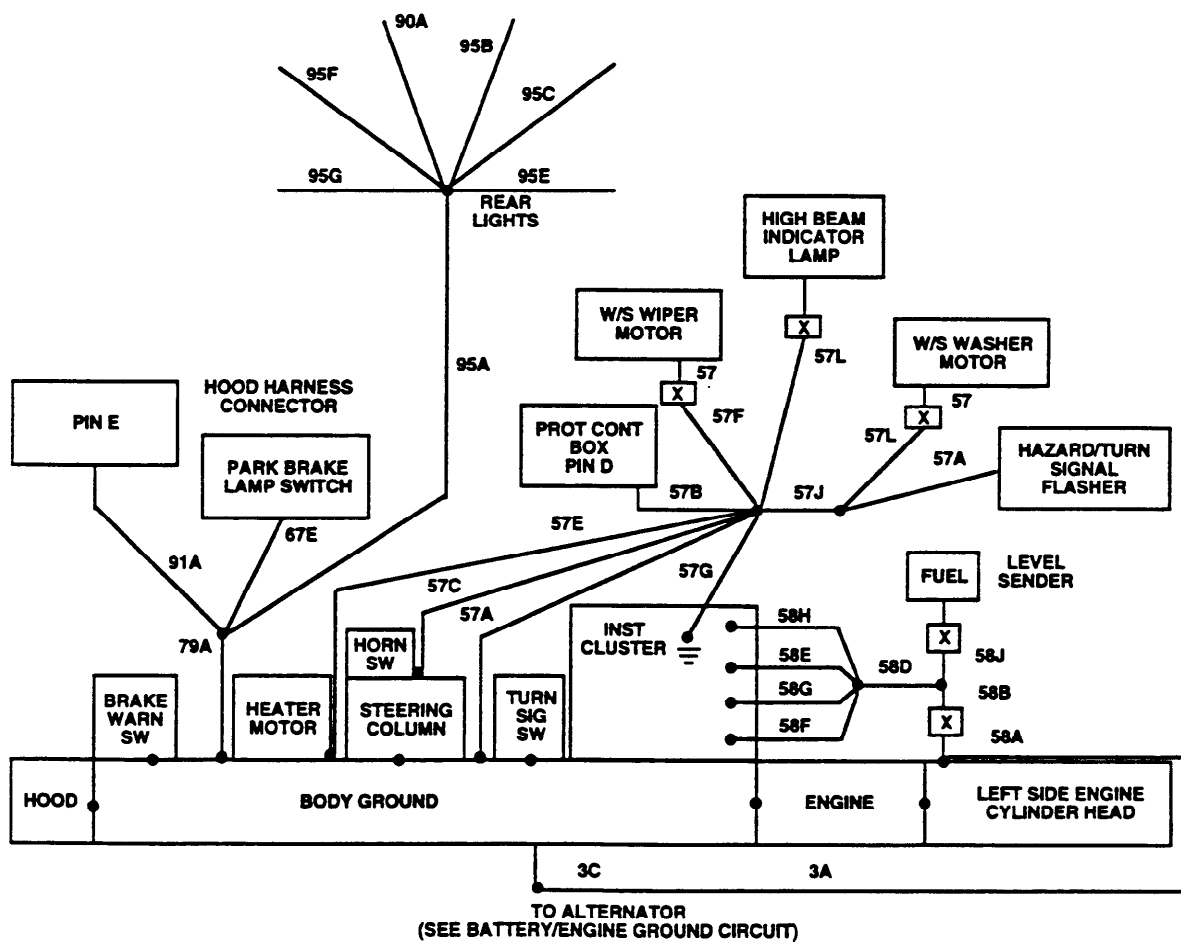 90A
95B
95F
95C
95G
95E
REAR
LIGHTS
HIGH BEAM
INDICATOR
LAMP
W/S WIPER
MOTOR
X
57L
W/S WASHER
MOTOR
95A
57
X
57
X
HOOD HARNESS
CONNECTOR
PIN E
57F
57L
PROT CONT
BOX
PIN D
57A
HAZARD/TURN
SIGNAL
FLASHER
PARK BRAKE
LAMP SWITCH
57B
57J
67E
57E
91A
57C
57G
57A
FUEL
LEVEL
SENDER
79A
HORN
SW
INST
CLUSTER
58H
X
58J
58E
58D
58G
58B
58F
X
58A
BRAKE
WARN
SW
HEATER
MOTOR
STEERING
COLUMN
TURN
SIG
SW
HOOD
BODY GROUND
ENGINE
LEFT SIDE ENGINE
CYLINDER HEAD
3C
3A
TO ALTERNATOR
(SEE BATTERY/ENGINE GROUND CIRCUIT)